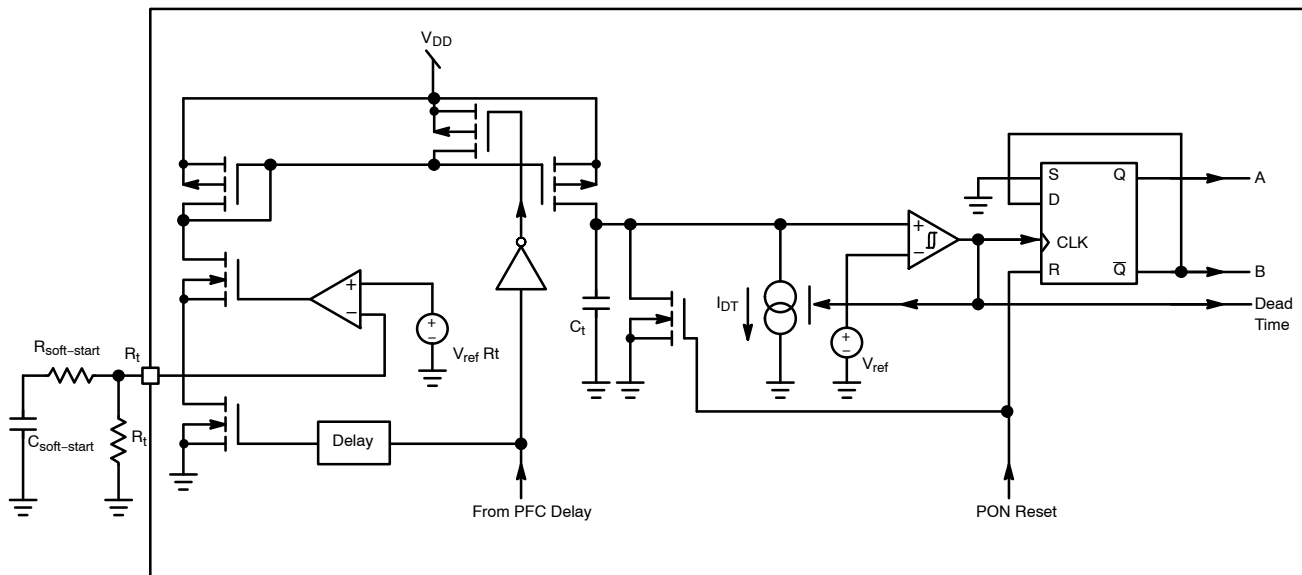 VDD
S Q
D
CLK
R Q
A
B
Dead
Time
+
−
+
−
+
−
Vref Rt
Ct
IDT
+
−
Vref
Rsoft−start
Rt
Csoft−start
Rt
Delay
From PFC Delay
PON Reset